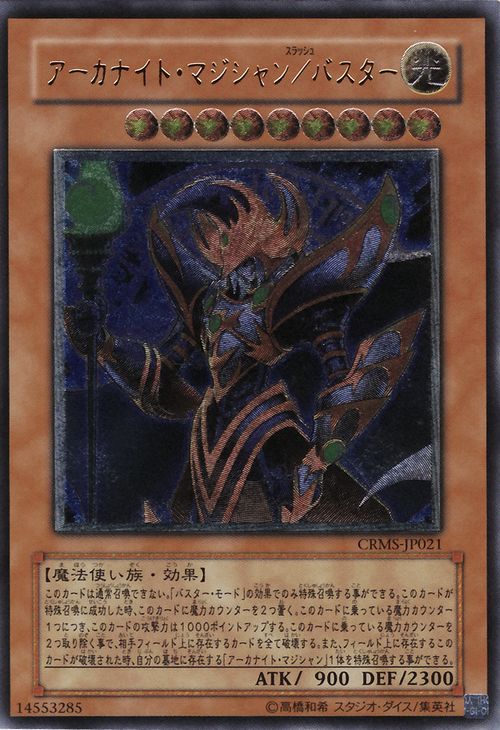 スラッシュ
アーカナイト・マジシャン／バスター 光
CRMS-JP021
【魔法使い族・効果】
このカードは通常召喚できない。「バスター・モード」の効果でのみ特殊召喚する事ができる。このカードが
特殊召喚に成功した時、このカードに魔力カウンターを2つ置く。このカードに乗っている魔力カウンター
1つにつき、このカードの攻撃力は1000ポイントアップする。このカードに乗っている魔力カウンターを
2つ取り除く事で、相手フィールド上に存在するカードを全て破壊する。また、フィールド上に存在するこの
カードが破壊された時、自分の墓地に存在する「アーカナイト・マジシャン」1体を特殊召喚する事ができる。
ATK/ 900 DEF/2300
14553285 ©高橋和希 スタジオ・ダイス/集英社